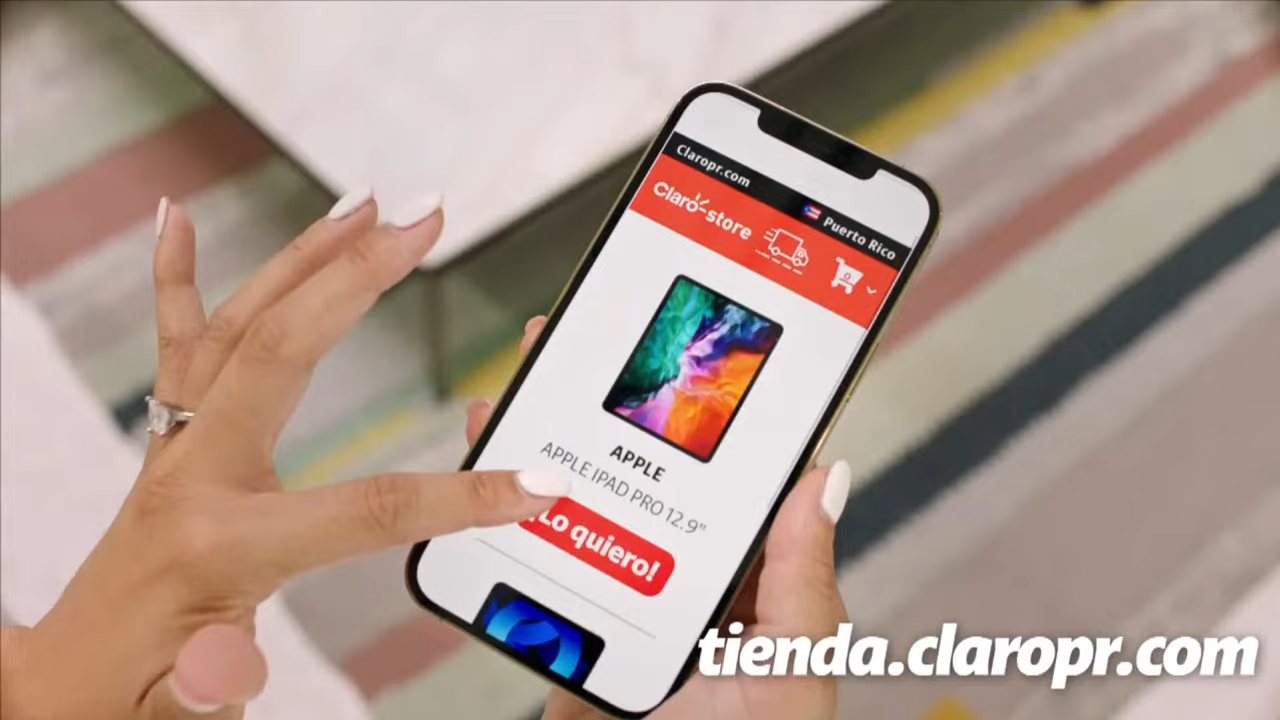 Claropr.com
Puerto Rico
Claro-store
APPLE
APPLE IPAD PRO 12.9"
¡Lo quiero!
tienda.claropr.com